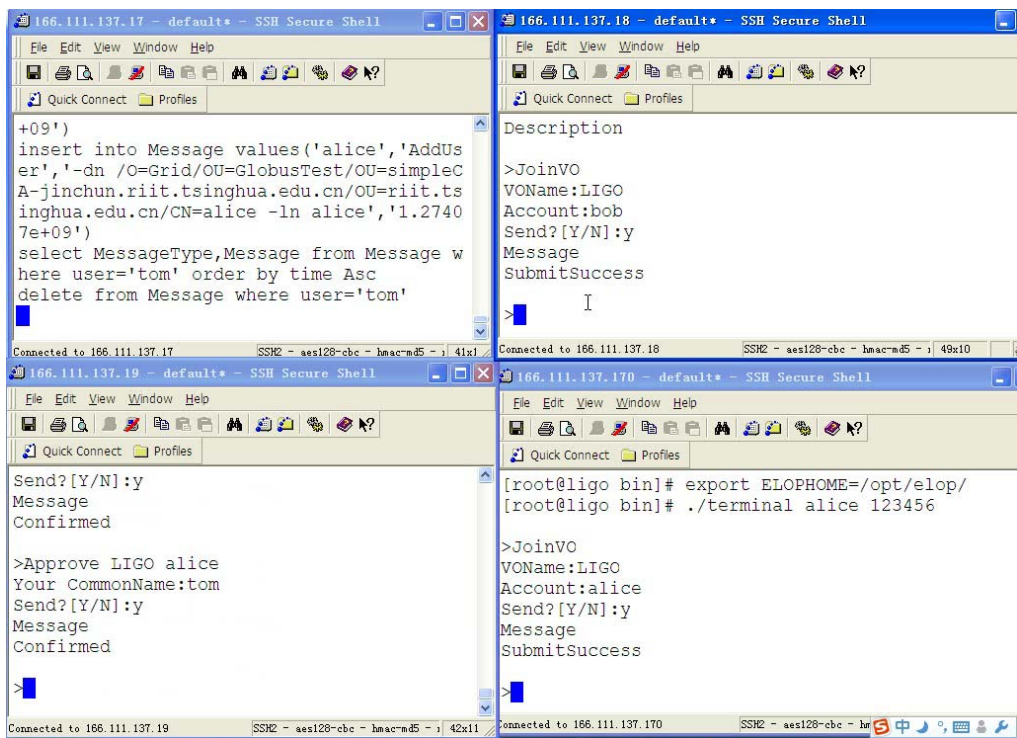 166.111.137.17 - default* - SSH Secure Shell
File Edit View Window Help
Quick Connect Profiles
+09')
insert into Message values('alice','AddUs
er','-dn /O=Grid/OU=GlobusTest/OU=simpleC
A-jinchun.riit.tsinghua.edu.cn/OU=riit.ts
inghua.edu.cn/CN=alice -ln alice','1.2740
7e+09')
select MessageType,Message from Message w
here user='tom' order by time Asc
delete from Message where user='tom'
Connected to 166.111.137.17 SSH2 - aes128-cbc - hmac-md5 - 41x1
166.111.137.18 - default* - SSH Secure Shell
File Edit View Window Help
Quick Connect Profiles
Description
>JoinVO
VOName:LIGO
Account:bob
Send?[Y/N]:y
Message
SubmitSuccess
>
Connected to 166.111.137.18 SSH2 - aes128-cbc - hmac-md5 - 49x10
166.111.137.19 - default* - SSH Secure Shell
File Edit View Window Help
Quick Connect Profiles
Send?[Y/N]:y
Message
Confirmed
>Approve LIGO alice
Your CommonName:tom
Send?[Y/N]:y
Message
Confirmed
>
Connected to 166.111.137.19 SSH2 - aes128-cbc - hmac-md5 - 42x11
166.111.137.170 - default* - SSH Secure Shell
File Edit View Window Help
Quick Connect Profiles
[root@ligo bin]# export ELOPHOME=/opt/elop/
[root@ligo bin]# ./terminal alice 123456
>JoinVO
VOName:LIGO
Account:alice
Send?[Y/N]:y
Message
SubmitSuccess
>
Connected to 166.111.137.170 SSH2 - aes128-cbc - hm
中